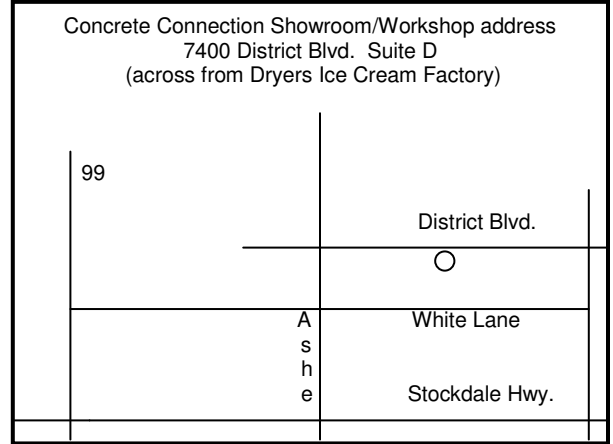 Concrete Connection Showroom/Workshop address
7400 District Blvd.  Suite D
(across from Dryers Ice Cream Factory)
99
District Blvd.
Ashe
White Lane
Stockdale Hwy.